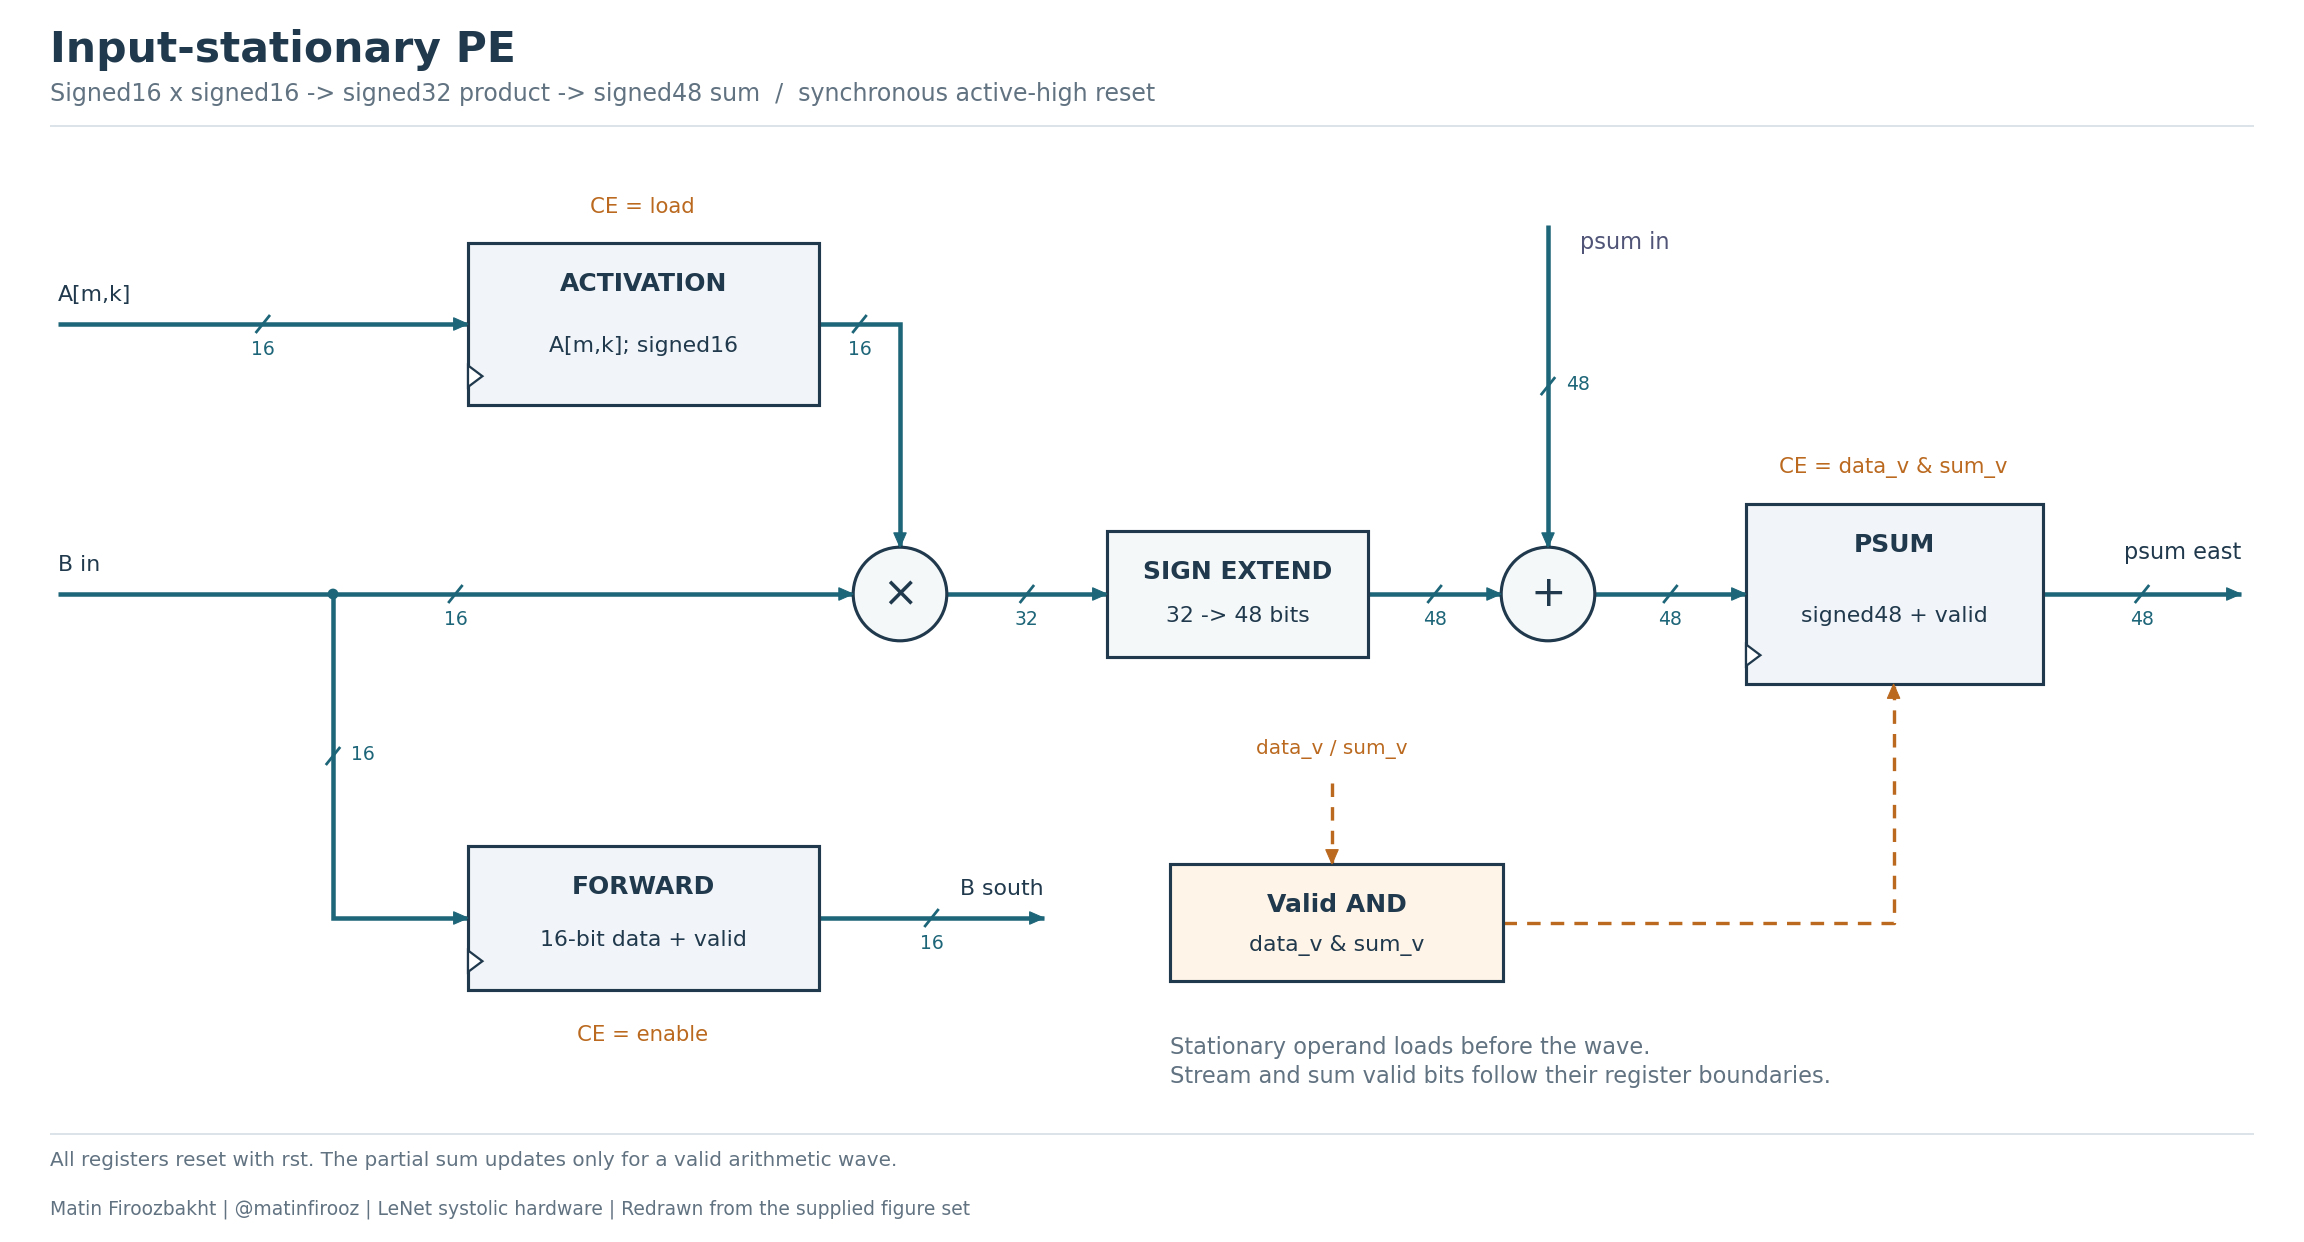 Input-stationary PE
Signed16 x signed16 -> signed32 product -> signed48 sum / synchronous active-high reset
CE = load
ACTIVATION
A[m,k]; signed16
A[m,k]
16
16
psum in
48
B in
16
×
32
SIGN EXTEND
32 -> 48 bits
48
+
48
CE = data_v & sum_v
PSUM
signed48 + valid
psum east
48
16
FORWARD
16-bit data + valid
CE = enable
B south
16
data_v / sum_v
Valid AND
data_v & sum_v
Stationary operand loads before the wave.
Stream and sum valid bits follow their register boundaries.
All registers reset with rst. The partial sum updates only for a valid arithmetic wave.
Matin Firoozbakht | @matinfirooz | LeNet systolic hardware | Redrawn from the supplied figure set